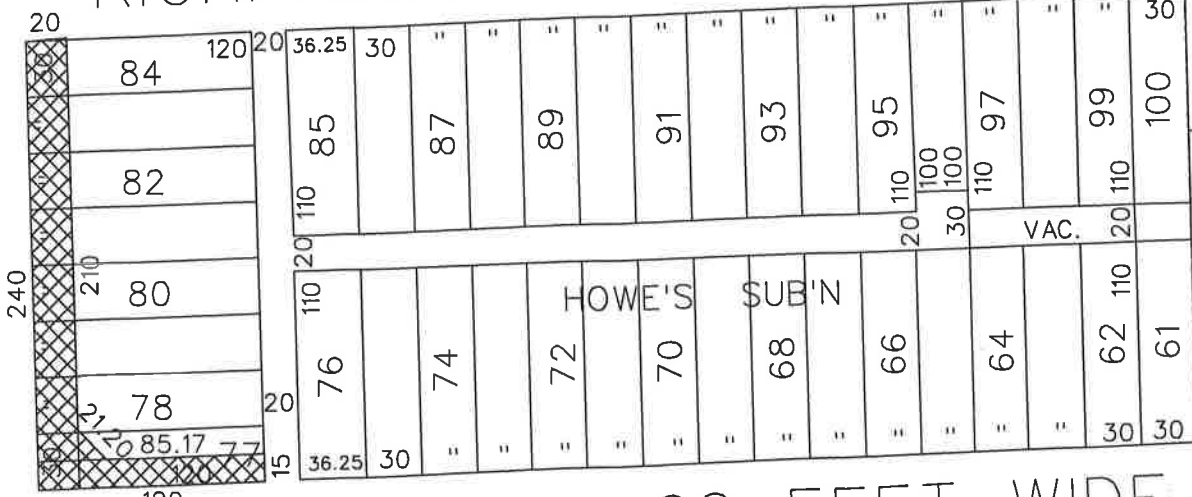 20
120 20 36.25 30 " " " " " " " " " " " " 30
84
85 87 89 91 93 95 97 99 100
82
110 110 100 100 110 110
20 20 30 VAC. 20
240 210
80
110 HOWE'S SUB'N 110
76 74 72 70 68 66 64 62 61
78
20
21 20 85.17 77
30 120 15 36.25 30 " " " " " " " " " " " 30 30
FEET WIDE